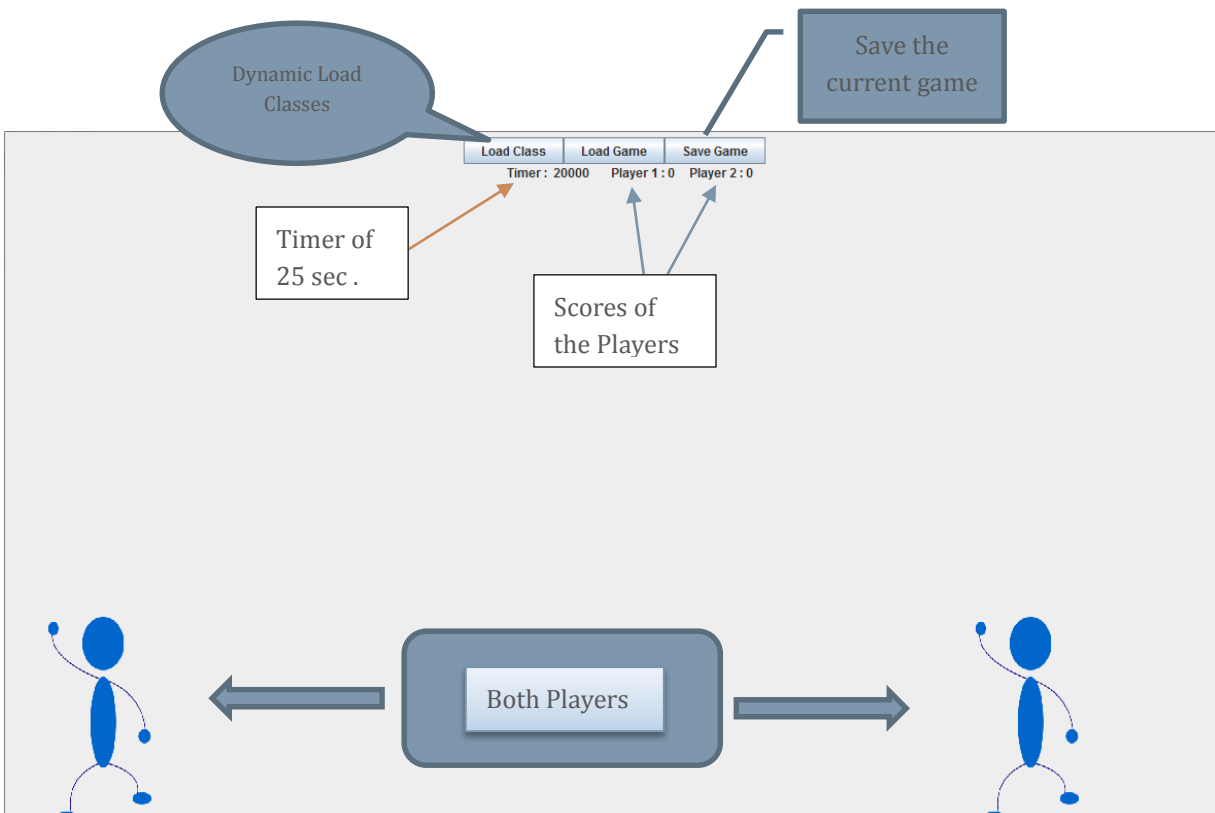 Dynamic Load
Classes
Save the
current game
Load Class
Load Game
Save Game
Timer : 20000
Player 1 : 0
Player 2 : 0
Timer of
25 sec .
Scores of
the Players
Both Players